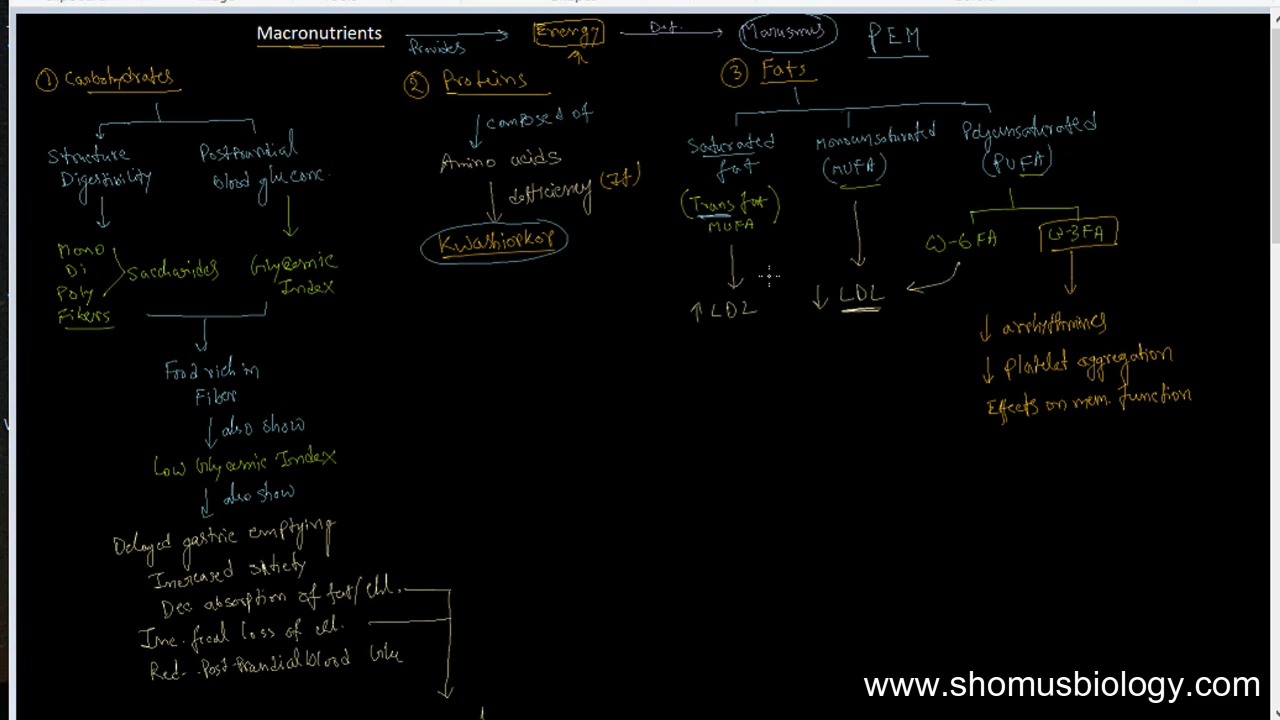 Macronutrients
Provides
Energy
Def.
Marasmus
PEM
① Carbohydrates
Structure
Digestibility
Postprandial
blood glu conc.
Mono
Di
Poly
Fibers
Saccharides
Glycemic
Index
Food rich in
Fiber
also show
Low Glycemic Index
also show
Delayed gastric emptying
Increased satiety
Dec absorption of fat/chl.
Inc. fecal loss of chl.
Red. Post-Prandial blood Glu
② Proteins
composed of
Amino acids
defficiency (If)
Kwashiorkor
③ Fats
Saturated
fat
(Trans fat)
MUFA
↑ LDL
Monounsaturated
(MUFA)
↓ LDL
Polyunsaturated
(PUFA)
ω-6 FA
ω-3 FA
↓ arrhythmias
↓ Platelet aggregation
Effects on mem. function
www.shomusbiology.com